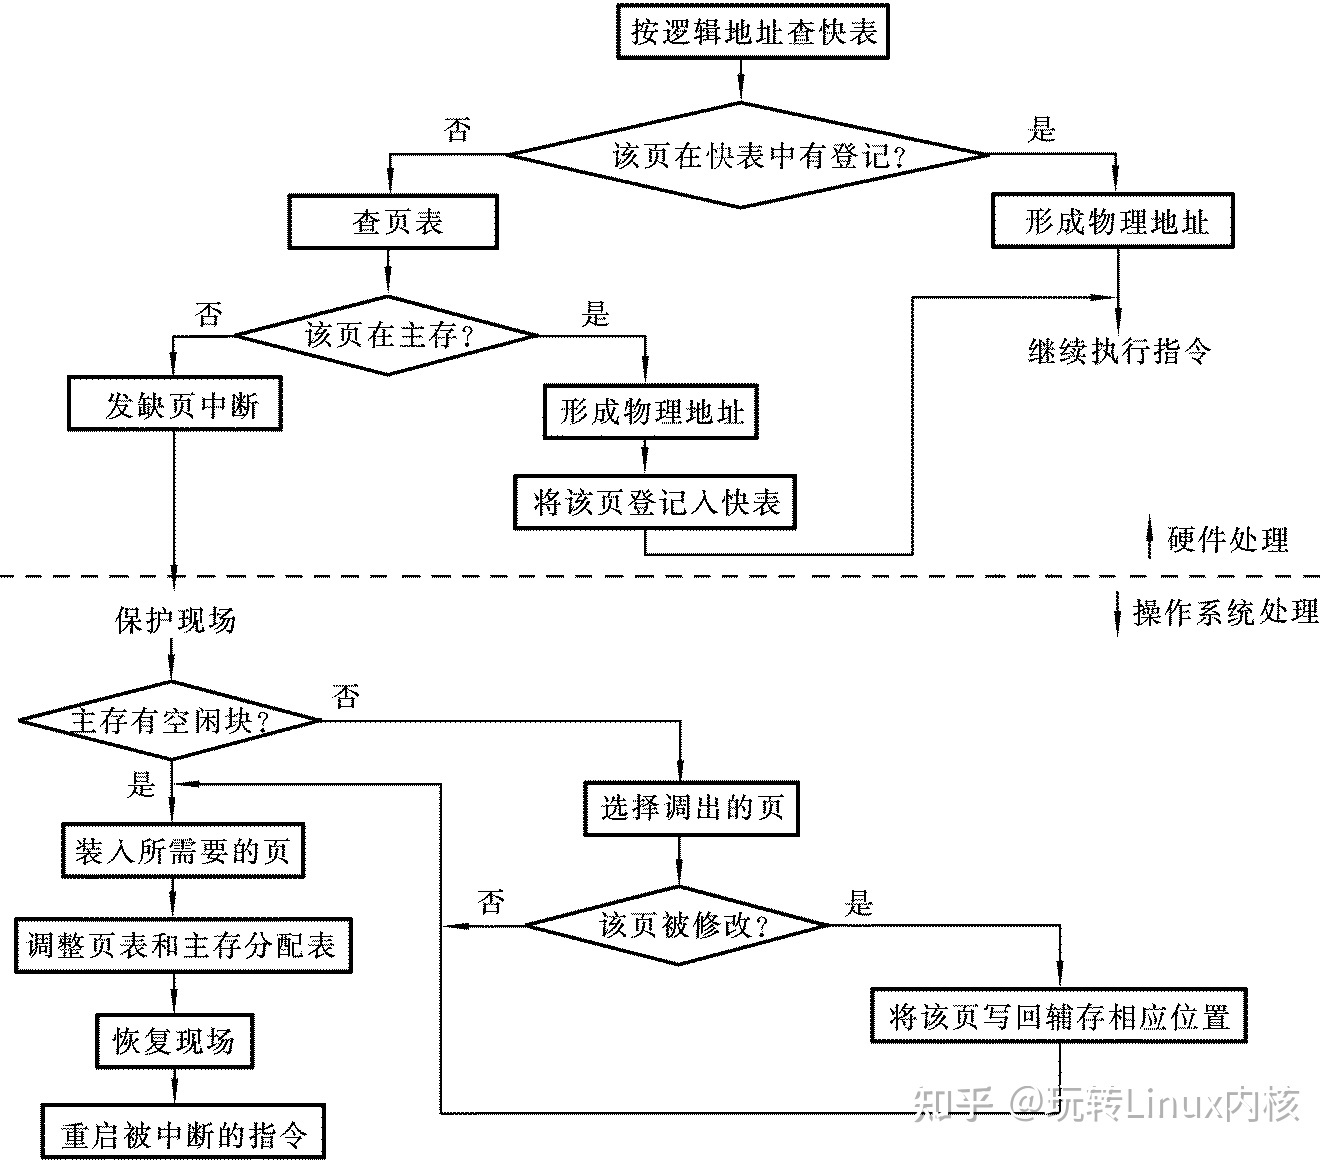 按逻辑地址查快表
否
是
该页在快表中有登记?
查页表
形成物理地址
否
是
该页在主存?
继续执行指令
发缺页中断
形成物理地址
将该页登记入快表
硬件处理
操作系统处理
保护现场
否
主存有空闲块?
是
选择调出的页
装入所需要的页
否
是
该页被修改?
调整页表和主存分配表
将该页写回辅存相应位置
恢复现场
重启被中断的指令
知乎 @玩转Linux内核